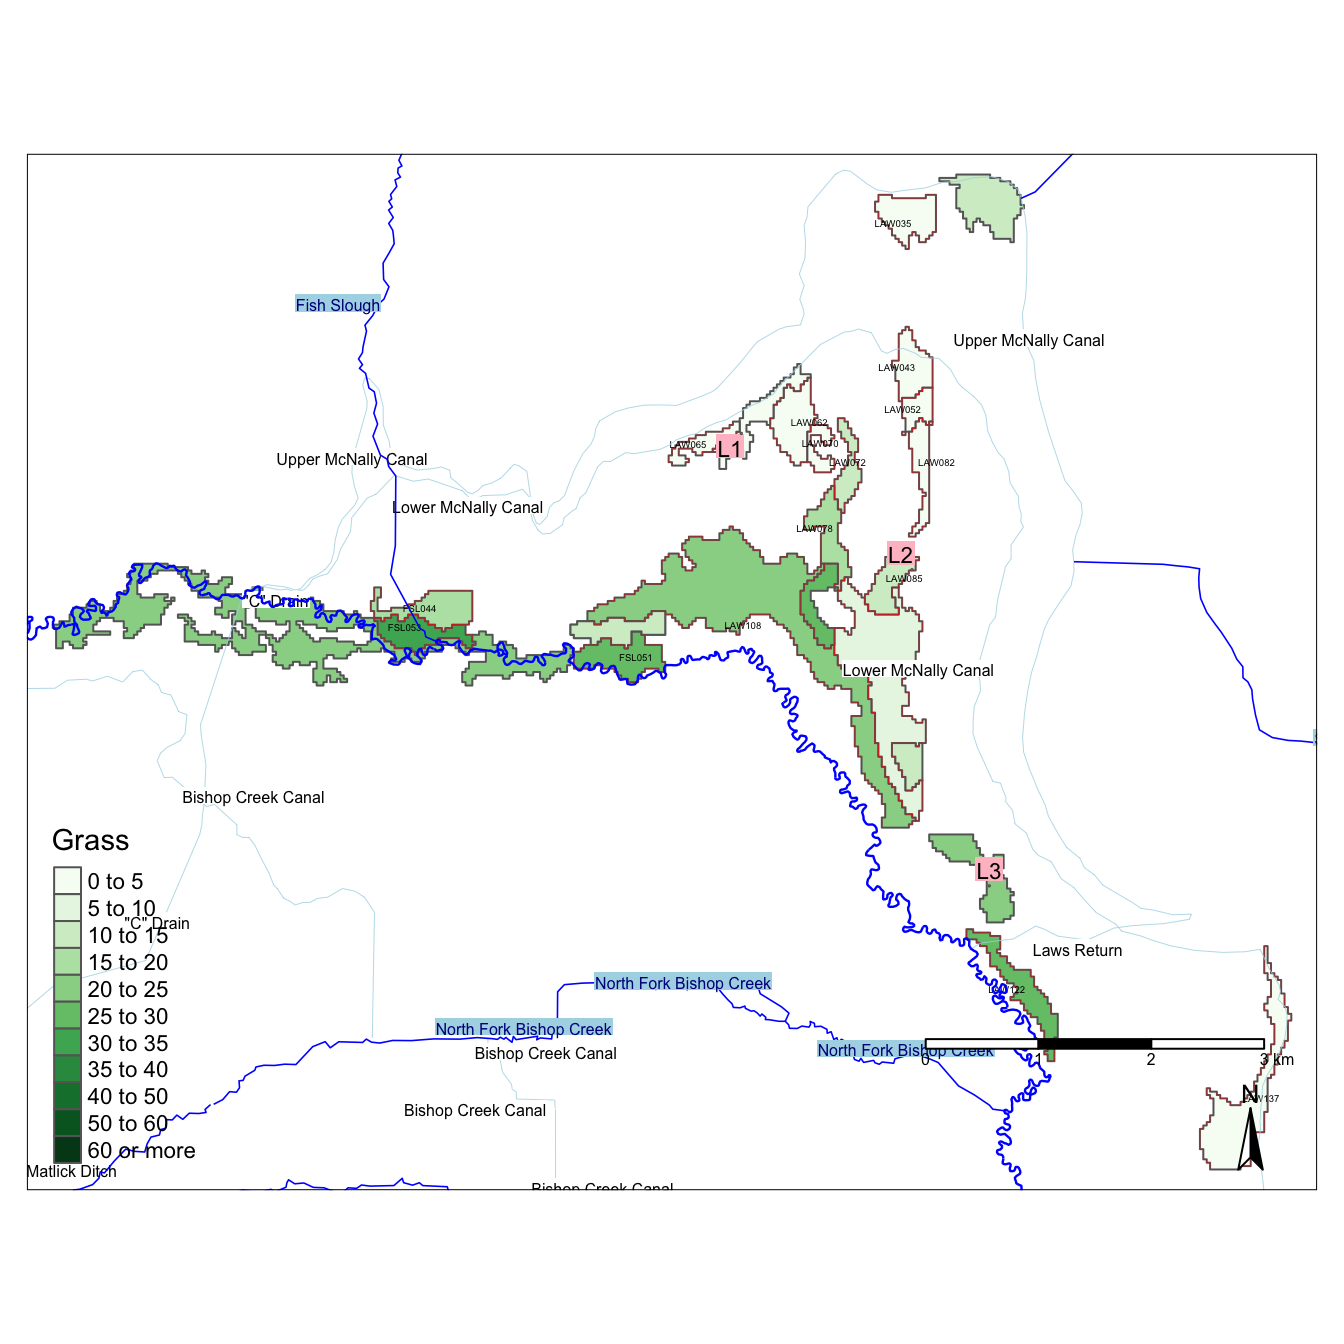 LAW035
Fish Slough
Upper McNally Canal
LAW043
LAW052
LAW062
LAW065
L1
LAW070
Upper McNally Canal
LAW072
LAW082
Lower McNally Canal
LAW078
L2
LAW085
"C" Drain
FSL044
FSL053
LAW108
FSL051
Lower McNally Canal
Bishop Creek Canal
Grass
0 to 5
5 to 10
10 to 15
15 to 20
20 to 25
25 to 30
30 to 35
35 to 40
40 to 50
50 to 60
60 or more
L3
"C" Drain
Laws Return
North Fork Bishop Creek
LAW122
North Fork Bishop Creek
Bishop Creek Canal
North Fork Bishop Creek
0 1 2 3 km
N
LAW137
Bishop Creek Canal
Matlick Ditch
Bishop Creek Canal